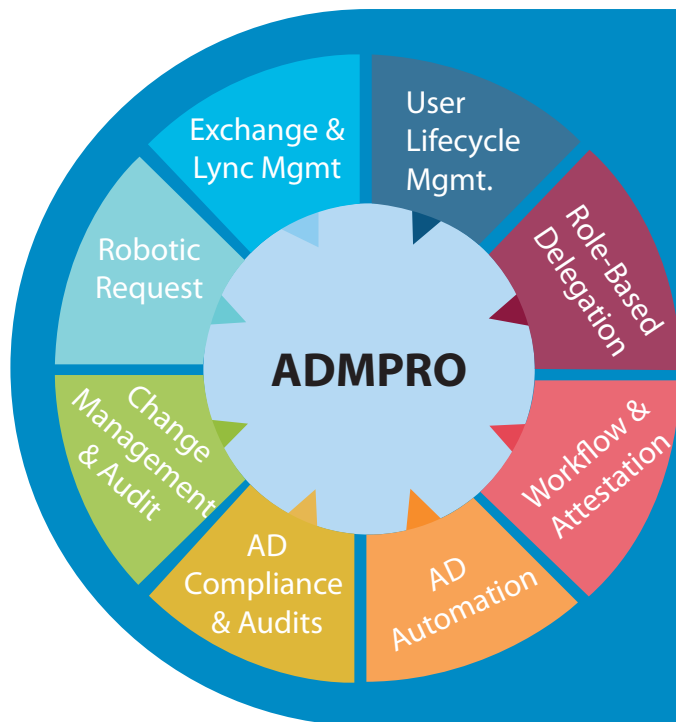 Exchange &
Lync Mgmt
User
Lifecycle
Mgmt.
Role-Based
Delegation
Workflow &
Attestation
AD
Automation
AD
Compliance
& Audits
Change
Management
& Audit
Robotic
Request
ADMPRO